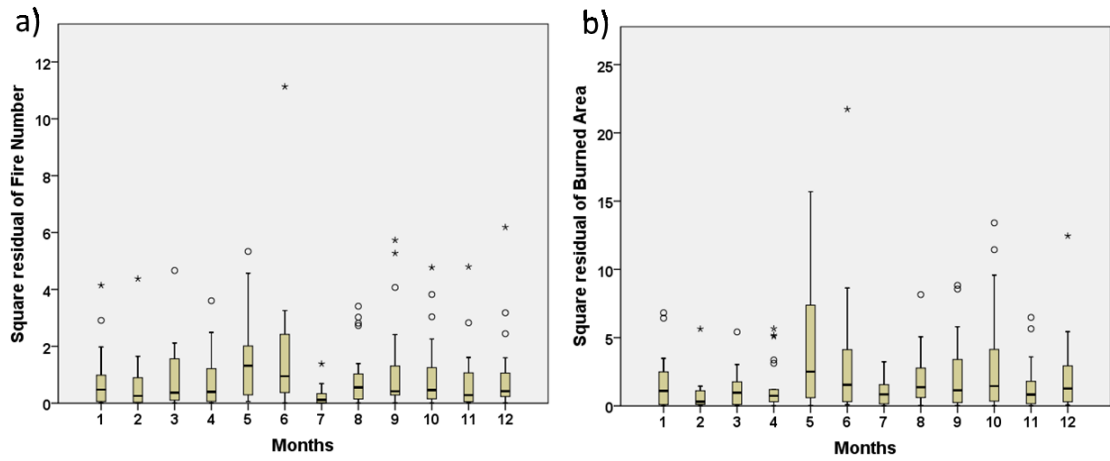 a)
Square residual of Fire Number
12
10
8
6
4
2
0
1 2 3 4 5 6 7 8 9 10 11 12
Months
b)
Square residual of Burned Area
25
20
15
10
5
0
1 2 3 4 5 6 7 8 9 10 11 12
Months